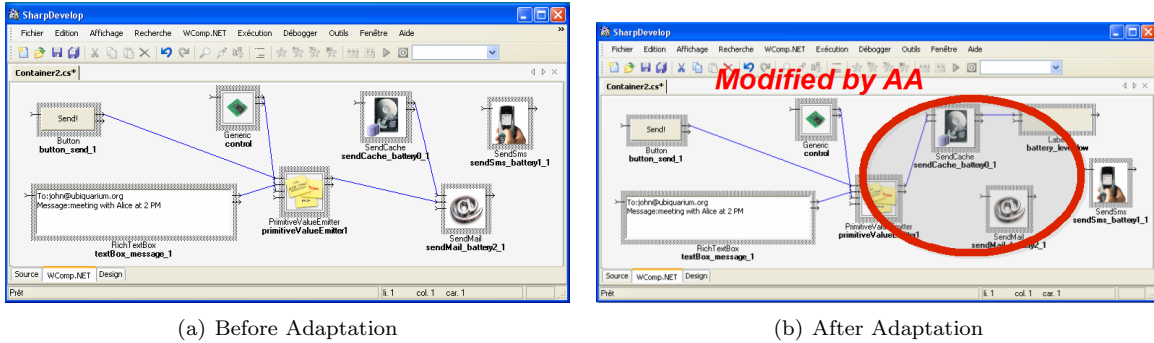 SharpDevelop
Fichier Edition Affichage Recherche WComp.NET Exécution Débogger Outils Fenêtre Aide
Container2.cs*
Send!
Button
button_send_1
Generic
control
SendCache
sendCache_battery0_1
SendSms
sendSms_battery1_1
To:john@ubiquarium.org
Message:meeting with Alice at 2 PM
RichTextBox
textBox_message_1
PrimitiveValueEmitter
primitiveValueEmitter1
SendMail
sendMail_battery2_1
Source WComp.NET Design
Prêt li. 1 col. 1 car. 1
(a) Before Adaptation
SharpDevelop
Fichier Edition Affichage Recherche WComp.NET Exécution Débogger Outils Fenêtre Aide
Container2.cs*
Modified by AA
Send!
Button
button_send_1
Generic
control
SendCache
sendCache_battery0_1
SendSms
sendSms_battery1_1
To:john@ubiquarium.org
Message:meeting with Alice at 2 PM
RichTextBox
textBox_message_1
SendMail
Source WComp.NET Design
Prêt li. 1 col. 1 car. 1
(b) After Adaptation